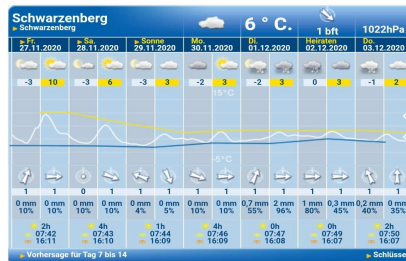 Schwarzenberg
► Schwarzenberg
6 ° C.
1 bft
1022hPa
► Fr. ► Sa. ► Sonne Mo. Di. Heiraten Do.
27.11.2020 28.11.2020 29.11.2020 30.11.2020 01.12.2020 02.12.2020 03.12.2020
-3 10 -3 6 -3 3 -2 3 -2 3 0 3 -1 2
15°C
-5°C
1 1 0 1 1 1 1 1 1 1 1 1 1 1
0 mm 0 mm 0 mm 0 mm 0 mm 0 mm 0 mm 0 mm 0,7 mm 2 mm 1 mm 0,3 mm 0,2 mm 0 mm
10% 10% 10% 10% 4% 5% 10% 10% 55% 96% 80% 45% 40% 35%
2h 4h 1h 4h 0h 0h 2h
07:42 07:43 07:44 07:46 07:47 07:49 07:50
16:11 16:10 16:09 16:09 16:08 16:07 16:07
► Vorhersage für Tag 7 bis 14
► Schlüsse